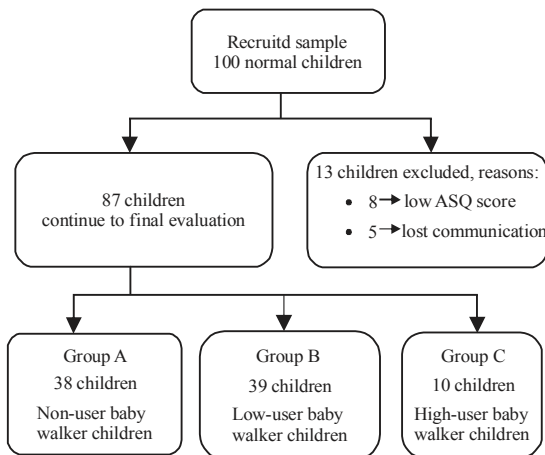 Recruitd sample
100 normal children
87 children
continue to final evaluation
13 children excluded, reasons:
• 8→low ASQ score
• 5→lost communication
Group A
38 children
Non-user baby
walker children
Group B
39 children
Low-user baby
walker children
Group C
10 children
High-user baby
walker children